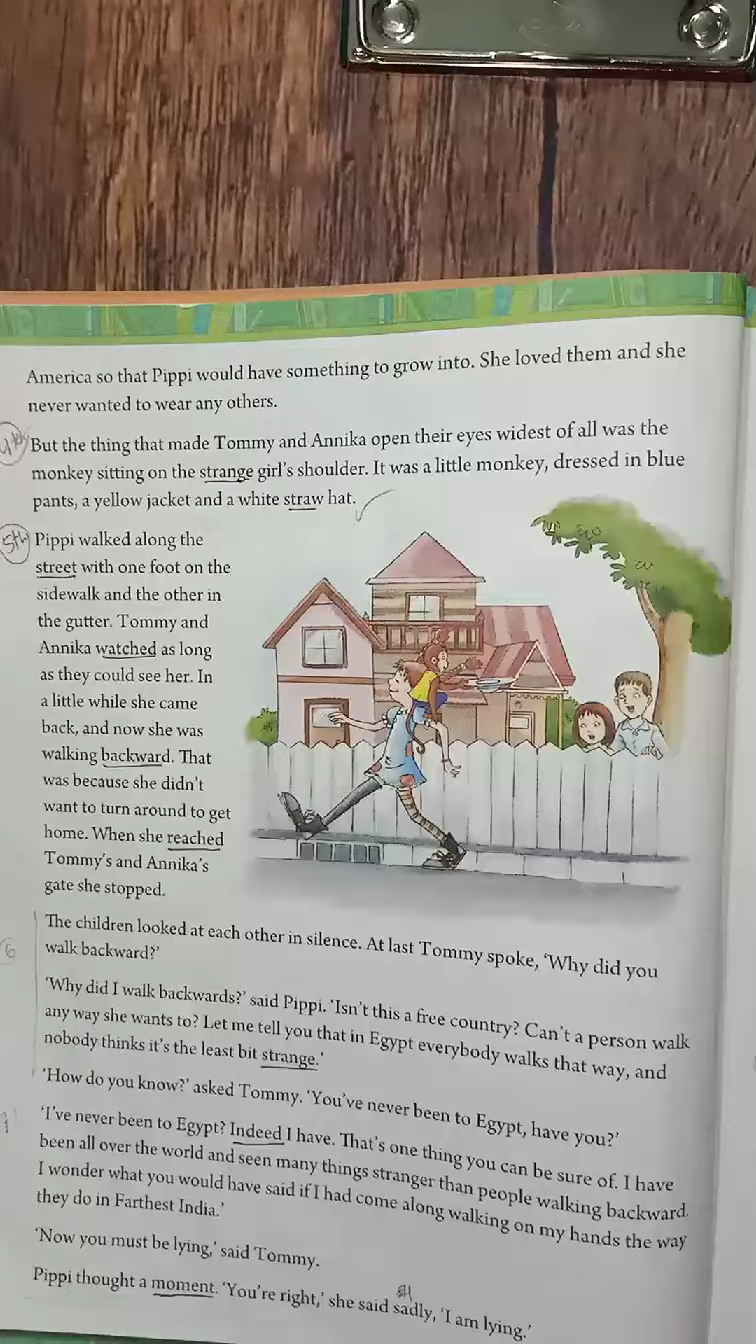 America so that Pippi would have something to grow into. She loved them and she
never wanted to wear any others.
4th
But the thing that made Tommy and Annika open their eyes widest of all was the
monkey sitting on the strange girl's shoulder. It was a little monkey, dressed in blue
pants, a yellow jacket and a white straw hat.
5th
Pippi walked along the
street with one foot on the
sidewalk and the other in
the gutter. Tommy and
Annika watched as long
as they could see her. In
a little while she came
back, and now she was
walking backward. That
was because she didn't
want to turn around to get
home. When she reached
Tommy's and Annika's
gate she stopped.
6
The children looked at each other in silence. At last Tommy spoke, 'Why did you
walk backward?'
'Why did I walk backwards?' said Pippi. 'Isn't this a free country? Can't a person walk
any way she wants to? Let me tell you that in Egypt everybody walks that way, and
nobody thinks it's the least bit strange.'
'How do you know?' asked Tommy. 'You've never been to Egypt, have you?'
'I've never been to Egypt? Indeed I have. That's one thing you can be sure of. I have
been all over the world and seen many things stranger than people walking backward.
I wonder what you would have said if I had come along walking on my hands the way
they do in Farthest India.'
'Now you must be lying,' said Tommy.
Pippi thought a moment. 'You're right,' she said sadly, 'I am lying.'